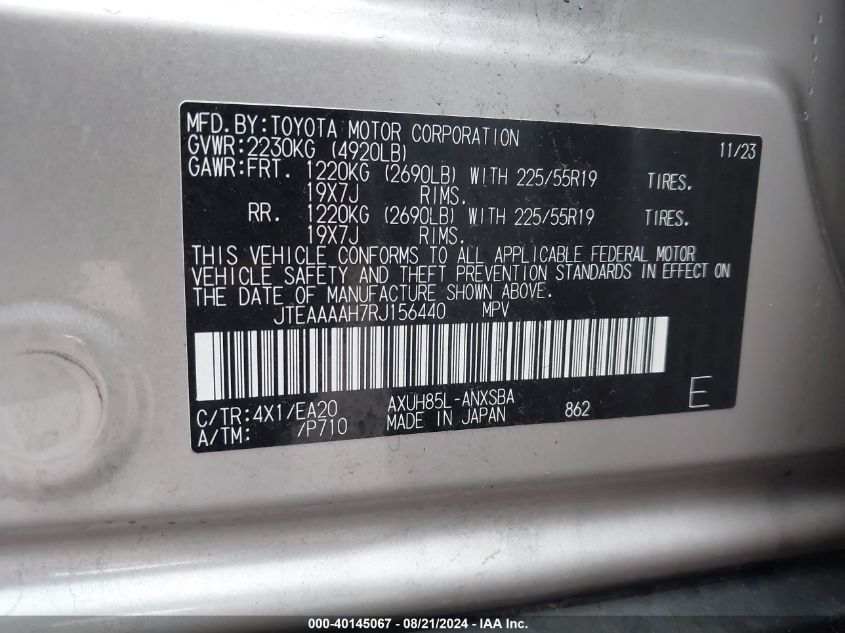 MFD.BY:TOYOTA MOTOR CORPORATION 11/23
GVWR:2230KG (4920LB)
GAWR:FRT. 1220KG (2690LB) WITH 225/55R19 TIRES.
19X7J RIMS.
RR. 1220KG (2690LB) WITH 225/55R19 TIRES.
19X7J RIMS.
THIS VEHICLE CONFORMS TO ALL APPLICABLE FEDERAL MOTOR
VEHICLE SAFETY AND THEFT PREVENTION STANDARDS IN EFFECT ON
THE DATE OF MANUFACTURE SHOWN ABOVE.
JTEAAAAH7RJ156440 MPV
C/TR:4X1/EA20 AXUH85L-ANXSBA
A/TM: /P710 MADE IN JAPAN 862 E
000-40145067 - 08/21/2024 - IAA Inc.